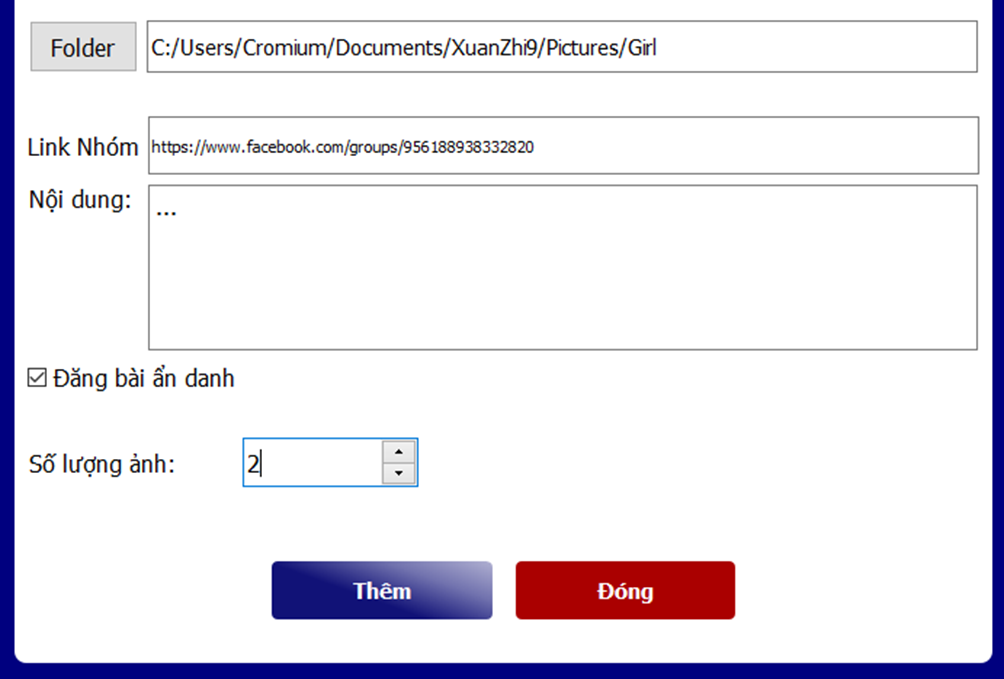 Folder C:/Users/Cromium/Documents/XuanZhi9/Pictures/Girl
Link Nhóm https://www.facebook.com/groups/956188938332820
Nội dung: ...
Đăng bài ẩn danh
Số lượng ảnh: 2
Thêm Đóng